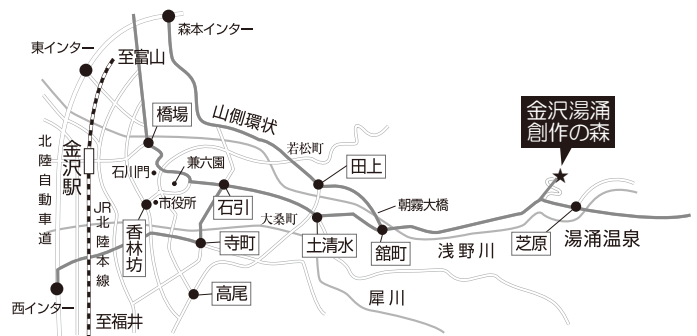 森本インター
東インター
至富山
橋場
山側環状
金沢湯涌
創作の森
北陸自動車道
金沢駅
若松町
石川門
兼六園
田上
市役所
石引
朝霧大橋
JR北陸本線
香林坊
大桑町
寺町
土清水
舘町
浅野川
芝原
湯涌温泉
高尾
犀川
西インター
至福井